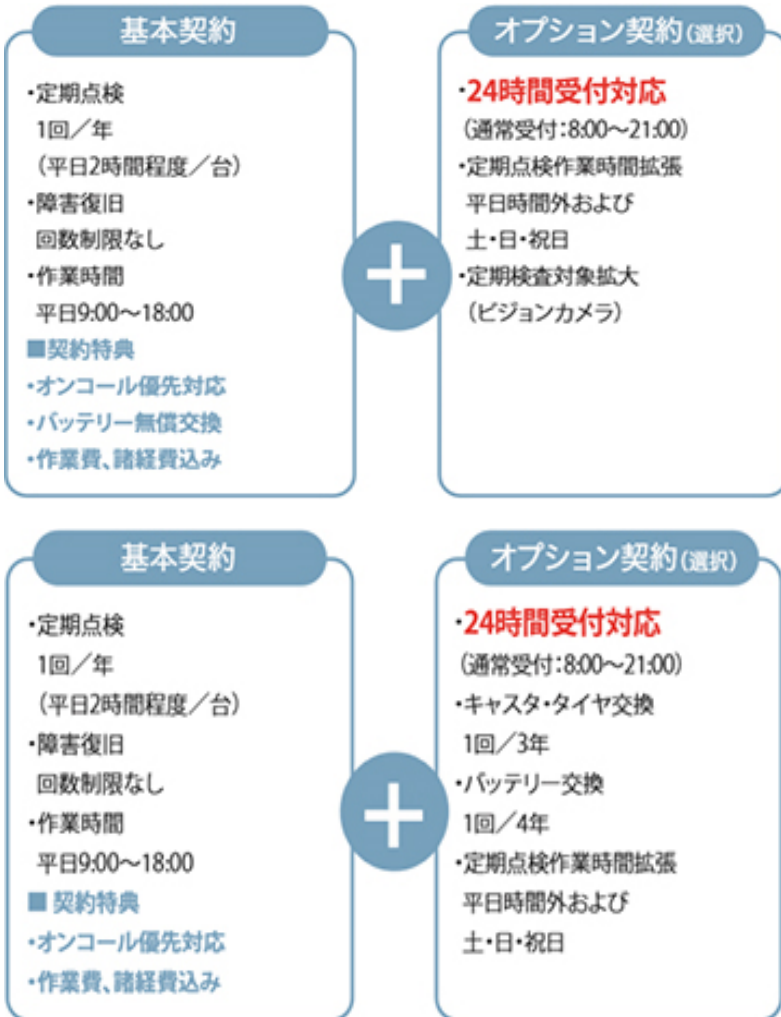 基本契約
・定期点検
1回／年
(平日2時間程度／台)
・障害復旧
回数制限なし
・作業時間
平日9:00～18:00
■契約特典
・オンコール優先対応
・バッテリー無償交換
・作業費、諸経費込み
オプション契約(選択)
・24時間受付対応
(通常受付:8:00～21:00)
・定期点検作業時間拡張
平日時間外および
土・日・祝日
・定期検査対象拡大
(ビジョンカメラ)
基本契約
・定期点検
1回／年
(平日2時間程度／台)
・障害復旧
回数制限なし
・作業時間
平日9:00～18:00
■ 契約特典
・オンコール優先対応
・作業費、諸経費込み
オプション契約(選択)
・24時間受付対応
(通常受付:8:00～21:00)
・キャスタ・タイヤ交換
1回／3年
・バッテリー交換
1回／4年
・定期点検作業時間拡張
平日時間外および
土・日・祝日